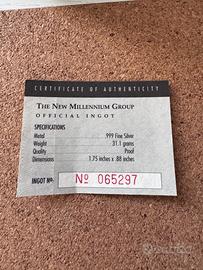 CERTIFICATE OF AUTHENTICITY
THE NEW MILLENNIUM GROUP
OFFICIAL INGOT
SPECIFICATIONS
Metal .999 Fine Silver
Weight 31.1 grams
Quality Proof
Dimensions 1.75 inches x .88 inches
INGOT NO. Nº 065297